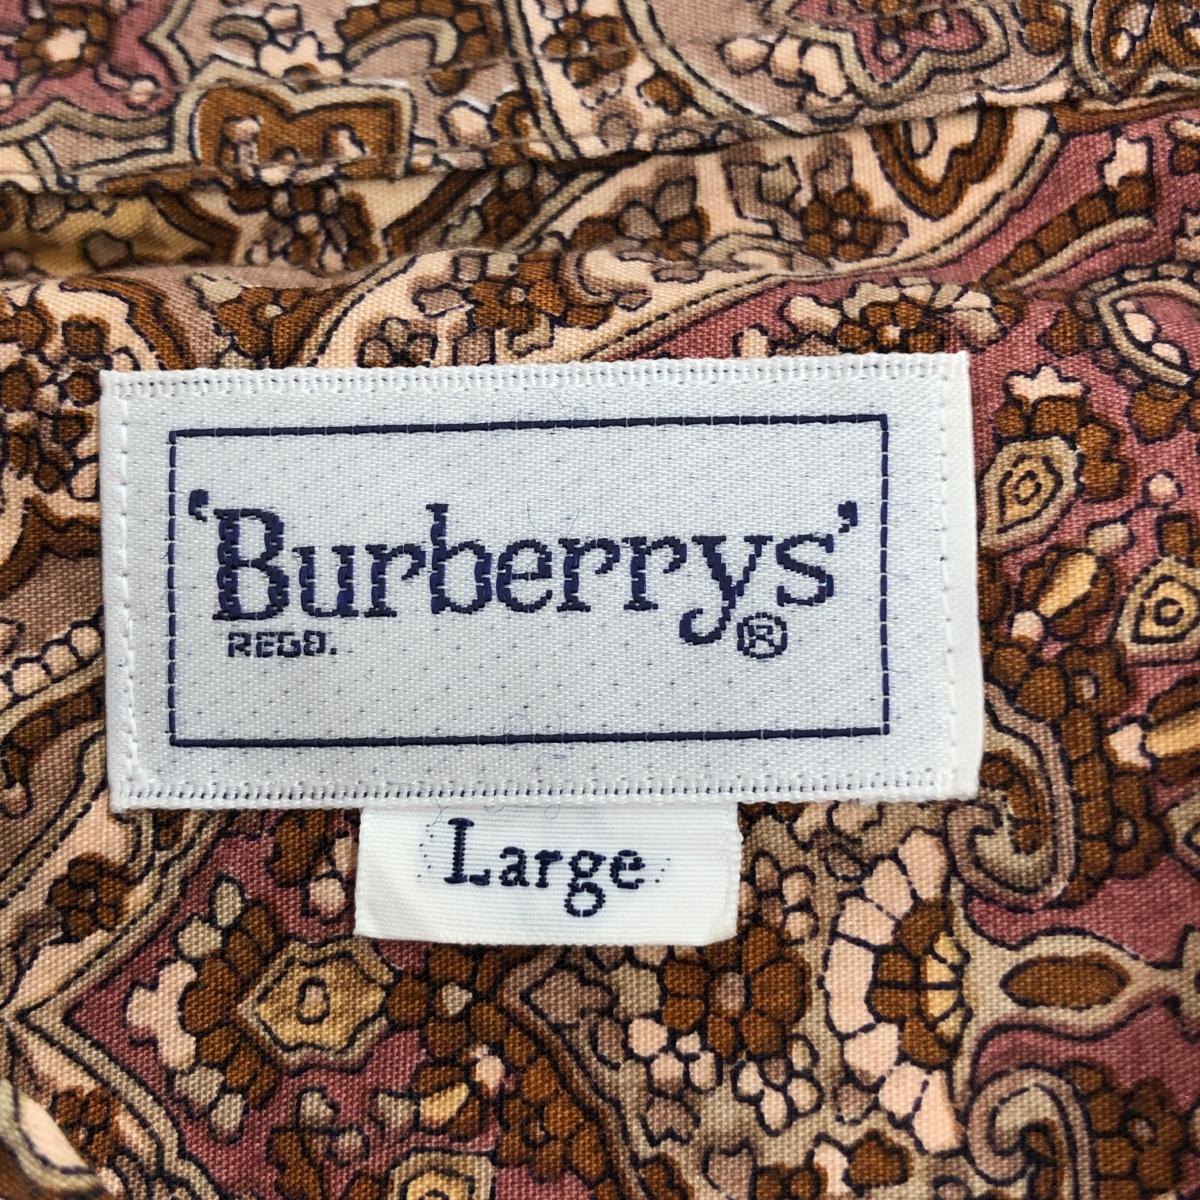 ‘Burberrys’
REGD. ®
Large